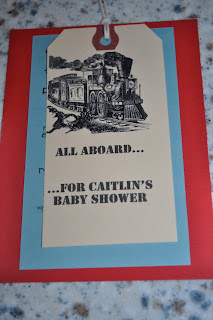 ALL ABOARD...
...FOR CAITLIN'S
BABY SHOWER